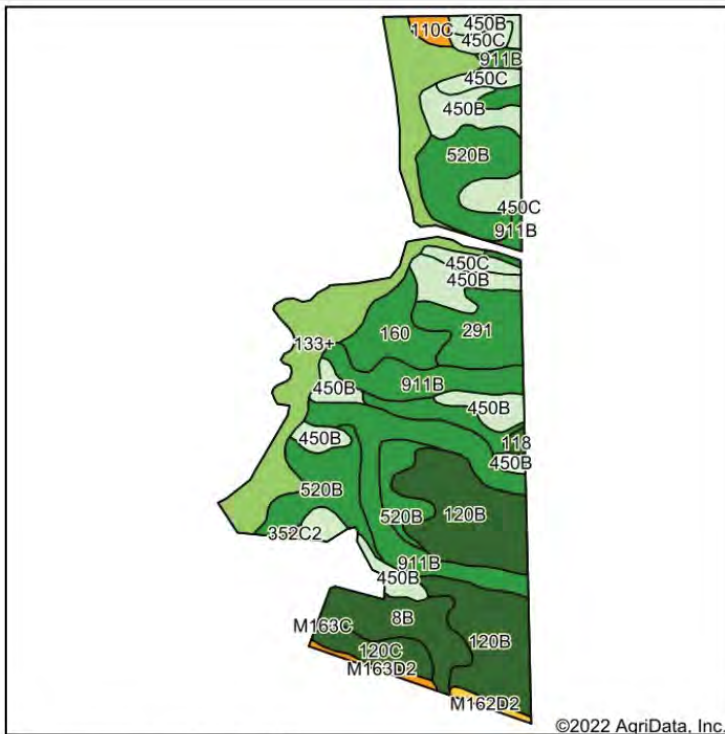 450B
110C
450C
911B
450C
450B
520B
450C
911B
450C
450B
160
291
133+
911B
450B
450B
450B
118
450B
520B
520B
120B
352C2
911B
450B
M163C
8B
120B
120C
M163D2
M162D2
©2022 AgriData, Inc.